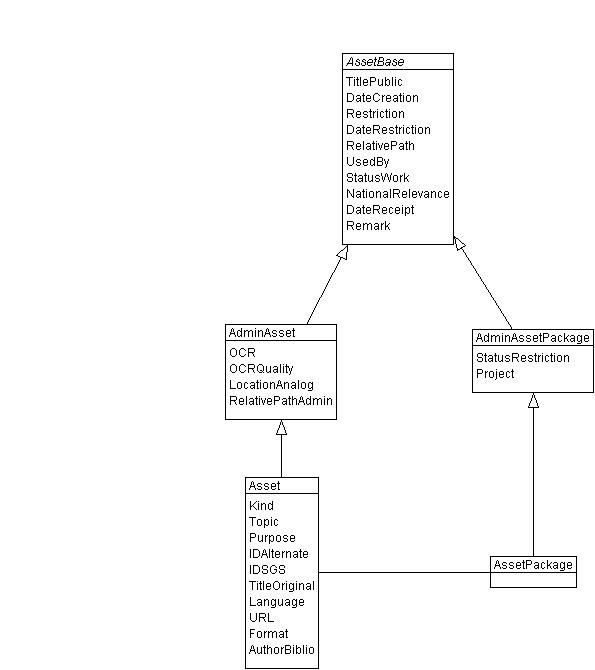 AssetBase
TitlePublic
DateCreation
Restriction
DateRestriction
RelativePath
UsedBy
StatusWork
NationalRelevance
DateReceipt
Remark
AdminAsset
OCR
OCRQuality
LocationAnalog
RelativePathAdmin
AdminAssetPackage
StatusRestriction
Project
Asset
Kind
Topic
Purpose
IDAlternate
IDSGS
TitleOriginal
Language
URL
Format
AuthorBiblio
AssetPackage